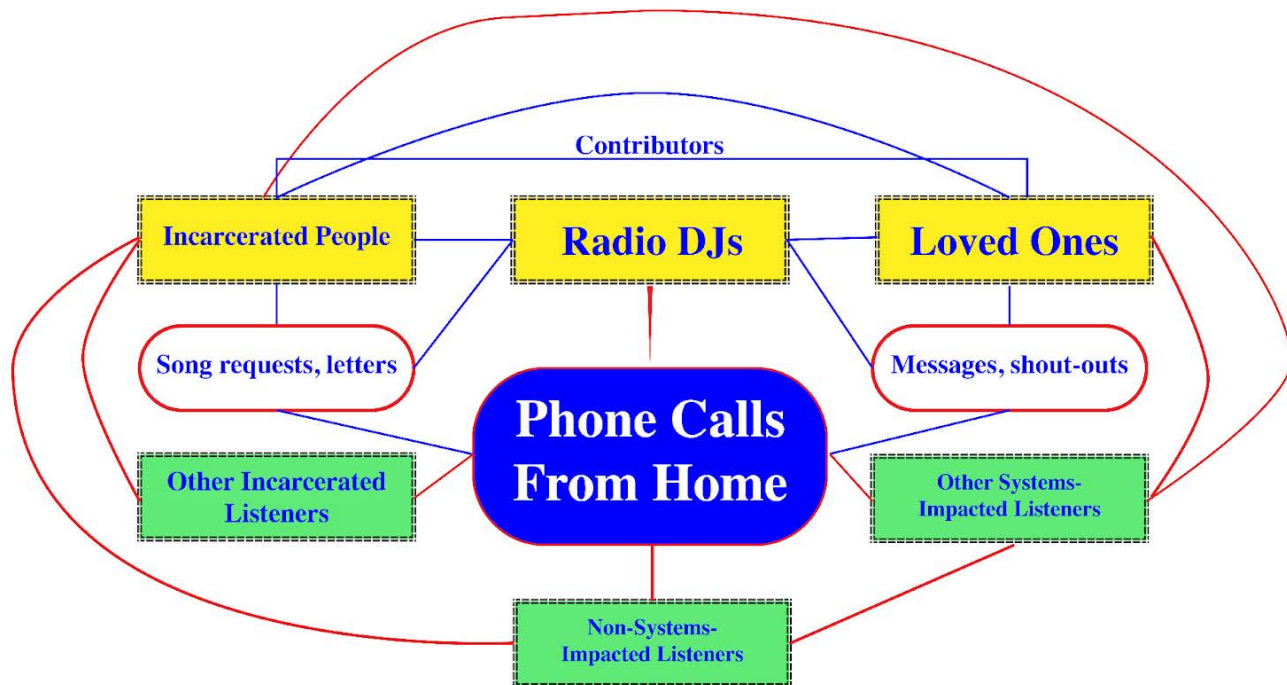 Contributors
Incarcerated People
Radio DJs
Loved Ones
Song requests, letters
Messages, shout-outs
Phone Calls
From Home
Other Incarcerated
Listeners
Other Systems-
Impacted Listeners
Non-Systems-
Impacted Listeners